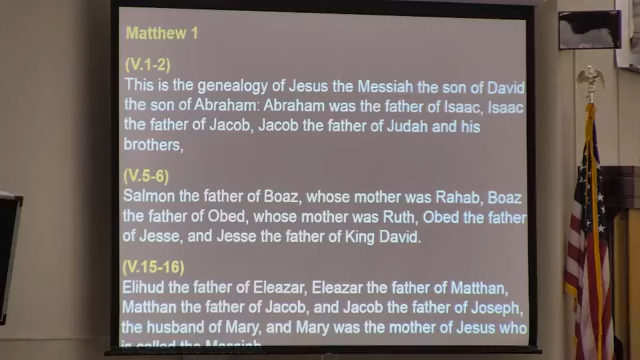 Matthew 1
(V.1-2)
This is the genealogy of Jesus the Messiah the son of David
the son of Abraham: Abraham was the father of Isaac, Isaac
the father of Jacob, Jacob the father of Judah and his
brothers,
(V.5-6)
Salmon the father of Boaz, whose mother was Rahab, Boaz
the father of Obed, whose mother was Ruth, Obed the father
of Jesse, and Jesse the father of King David.
(V.15-16)
Elihud the father of Eleazar, Eleazar the father of Matthan,
Matthan the father of Jacob, and Jacob the father of Joseph,
the husband of Mary, and Mary was the mother of Jesus who
is called the Messiah